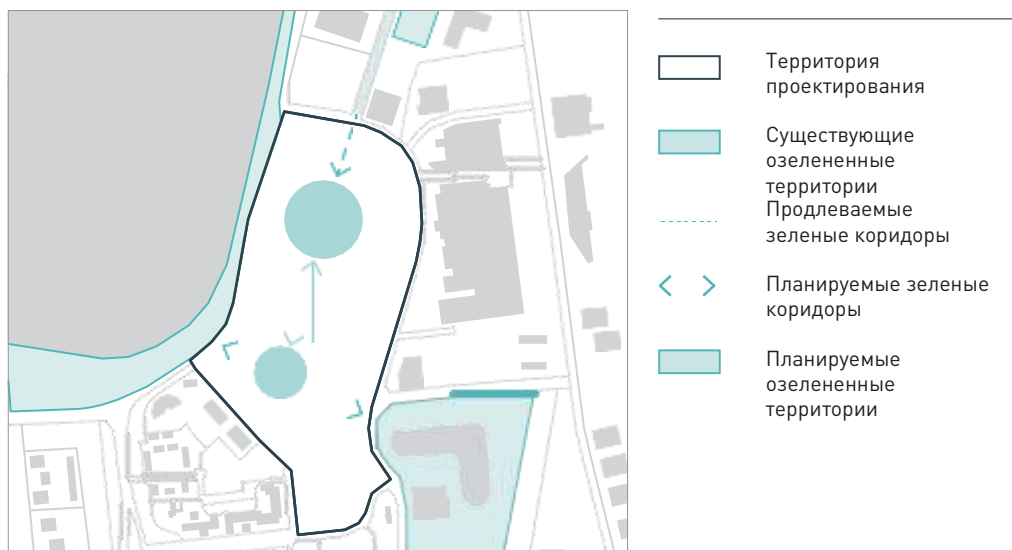 Территория
проектирования
Существующие
озелененные
территории
Продлеваемые
зеленые коридоры
Планируемые зеленые
коридоры
Планируемые
озелененные
территории